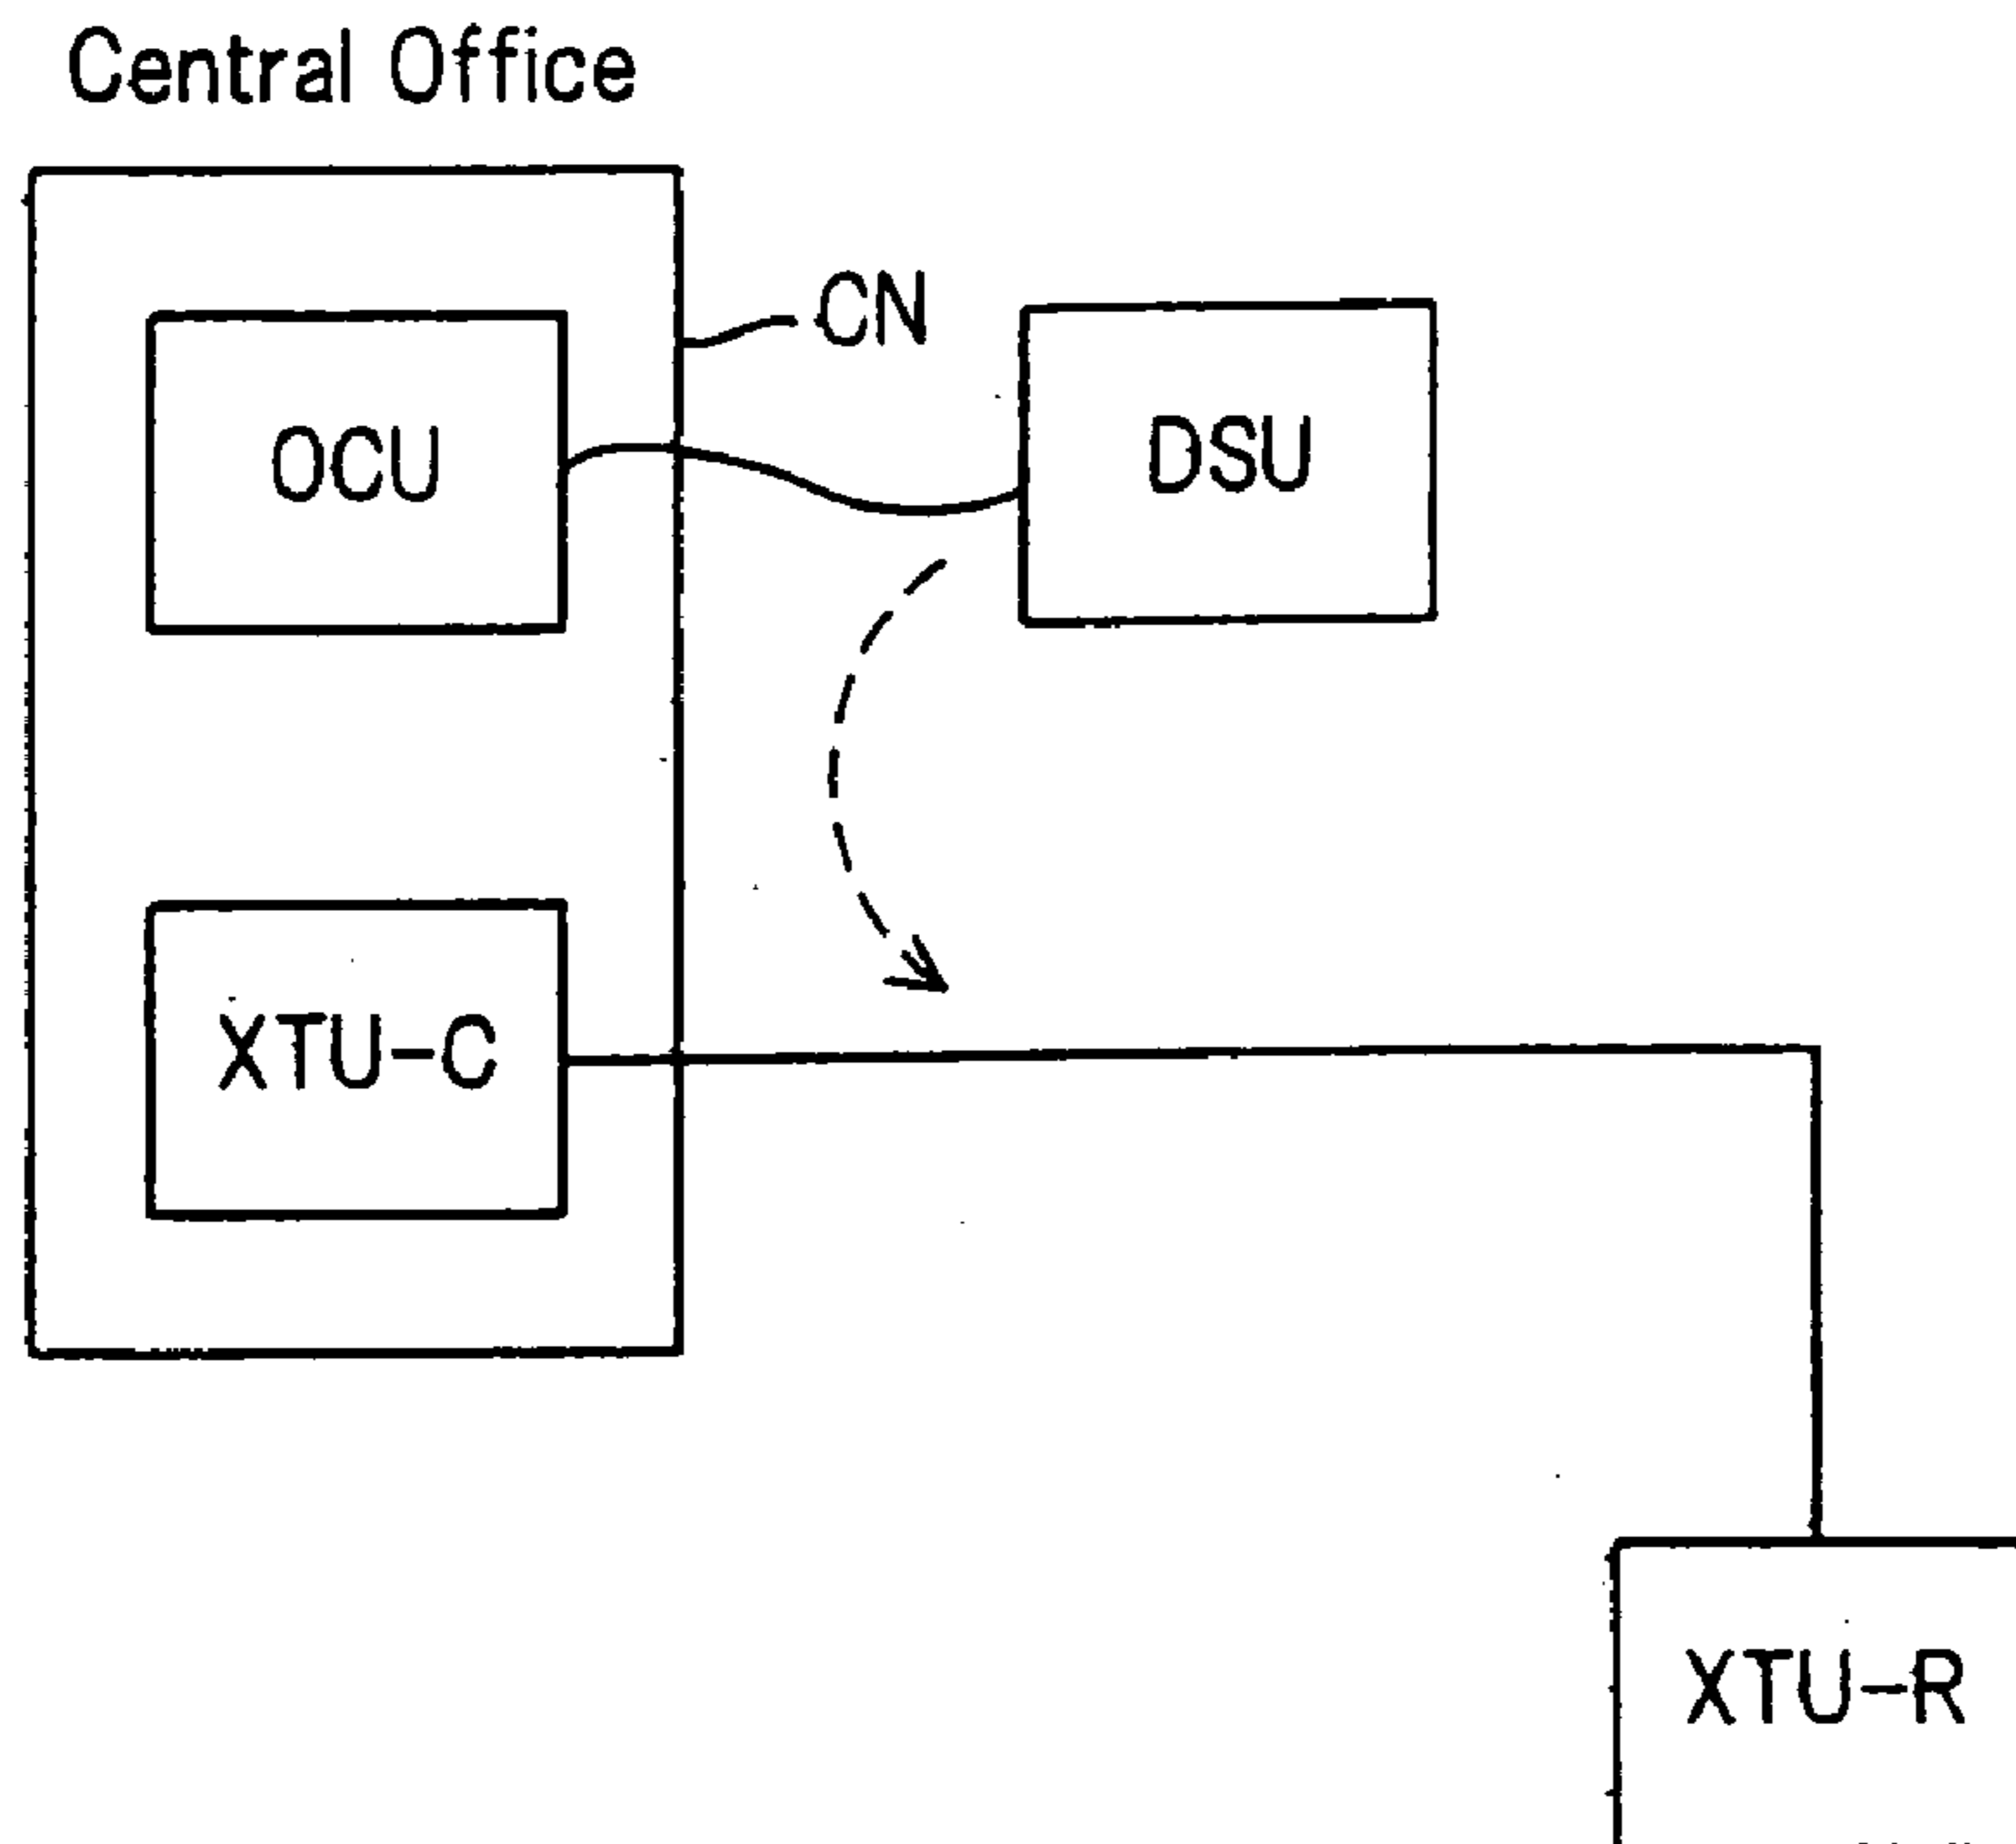 Central Office
CN
OCU
DSU
XTU-C
XTU-R